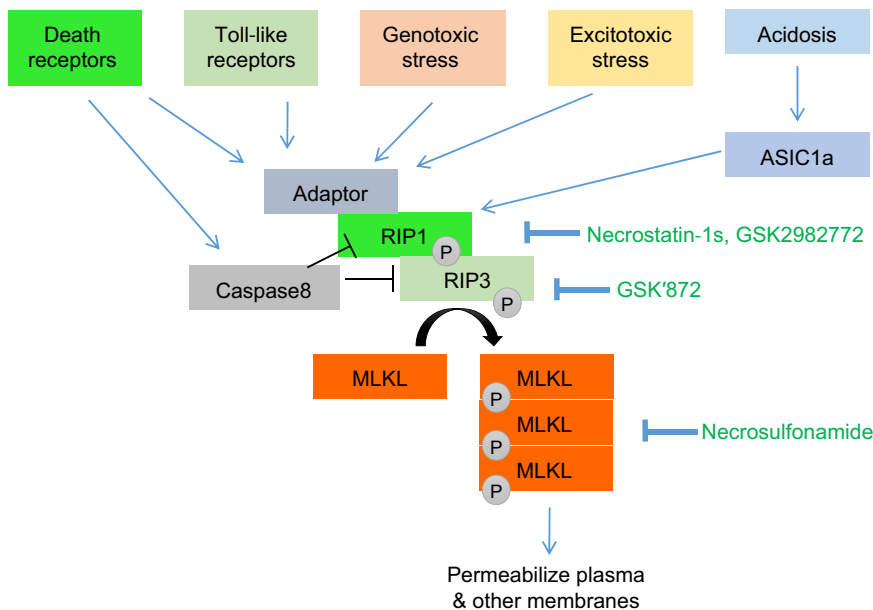 Death
receptors
Toll-like
receptors
Genotoxic
stress
Excitotoxic
stress
Acidosis
ASIC1a
Adaptor
RIP1
P
Necrostatin-1s, GSK2982772
Caspase8
RIP3
P
GSK′872
MLKL
MLKL
P
MLKL
P
MLKL
P
Necrosulfonamide
Permeabilize plasma
& other membranes